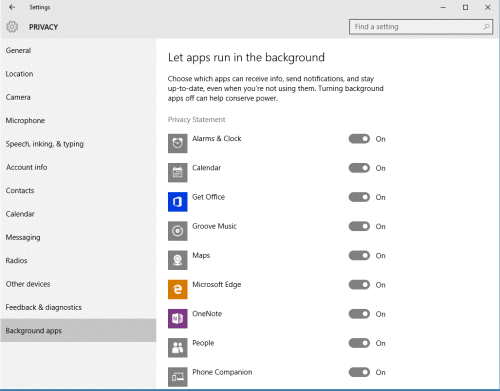 Settings
PRIVACY
Find a setting
General
Location
Camera
Microphone
Speech, inking, & typing
Account info
Contacts
Calendar
Messaging
Radios
Other devices
Feedback & diagnostics
Background apps
Let apps run in the background
Choose which apps can receive info, send notifications, and stay
up-to-date, even when you're not using them. Turning background
apps off can help conserve power.
Privacy Statement
Alarms & Clock On
Calendar On
Get Office On
Groove Music On
Maps On
Microsoft Edge On
OneNote On
People On
Phone Companion On